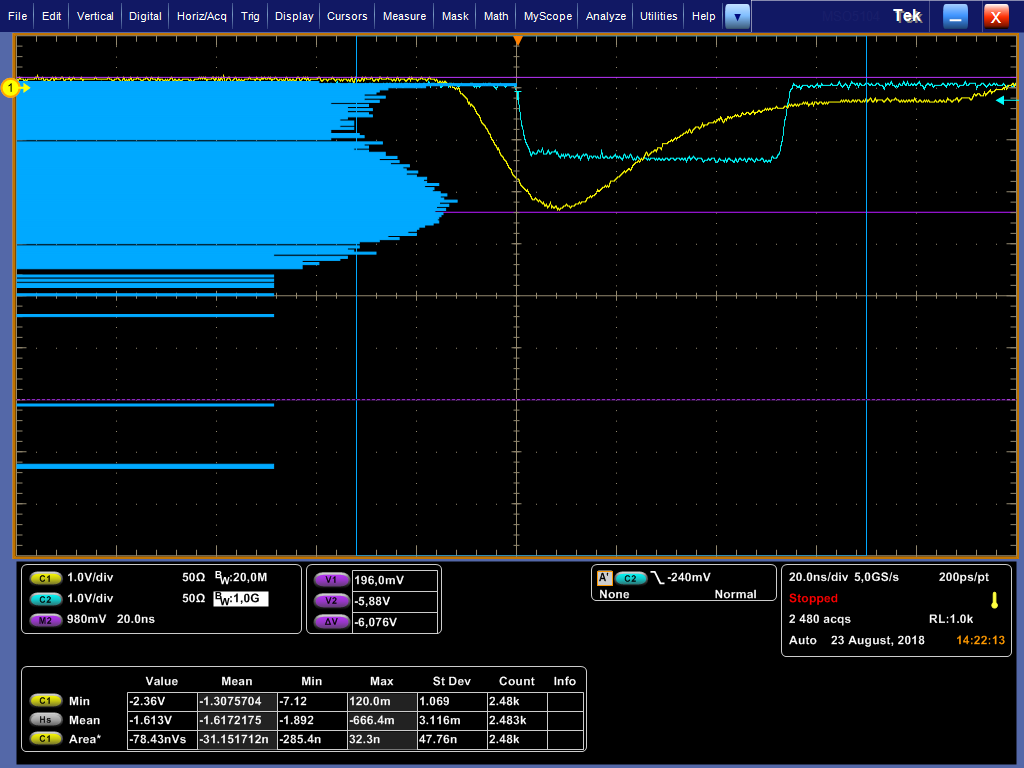 File Edit Vertical Digital Horiz/Acq Trig Display Cursors Measure Mask Math MyScope Analyze Utilities Help Tek X
1
C1 1.0V/div 50Ω BW:20,0M
C2 1.0V/div 50Ω BW:1,0G
M2 980mV 20.0ns
V1 196,0mV
V2 -5,88V
ΔV -6,076V
A' C2 -240mV
None Normal
20.0ns/div 5,0GS/s 200ps/pt
Stopped
2 480 acqs RL:1.0k
Auto 23 August, 2018 14:22:13
Value Mean Min Max St Dev Count Info
C1 Min -2.36V -1.3075704 -7.12 120.0m 1.069 2.48k
Hs Mean -1.613V -1.6172175 -1.892 -666.4m 3.116m 2.483k
C1 Area* -78.43nVs -31.151712n -285.4n 32.3n 47.76n 2.48k